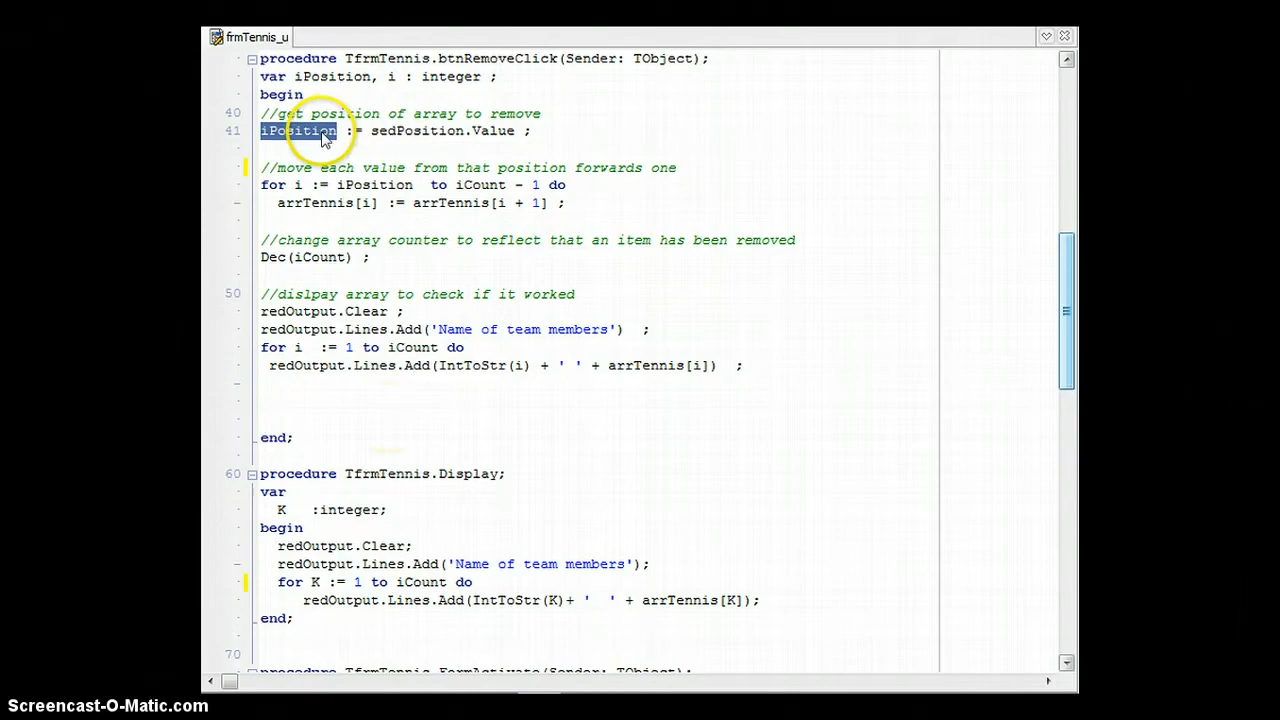 frmTennis_u
procedure TfrmTennis.btnRemoveClick(Sender: TObject);
var iPosition, i : integer ;
begin
40 //get position of array to remove
41 iPosition := sedPosition.Value ;
//move each value from that position forwards one
for i := iPosition to iCount - 1 do
arrTennis[i] := arrTennis[i + 1] ;
//change array counter to reflect that an item has been removed
Dec(iCount) ;
50 //dislpay array to check if it worked
redOutput.Clear ;
redOutput.Lines.Add('Name of team members') ;
for i := 1 to iCount do
redOutput.Lines.Add(IntToStr(i) + ' ' + arrTennis[i]) ;
end;
60 procedure TfrmTennis.Display;
var
K :integer;
begin
redOutput.Clear;
redOutput.Lines.Add('Name of team members');
for K := 1 to iCount do
redOutput.Lines.Add(IntToStr(K)+ ' ' + arrTennis[K]);
end;
70
procedure TfrmTennis.FormActivate(Sender: TObject);
Screencast-O-Matic.com